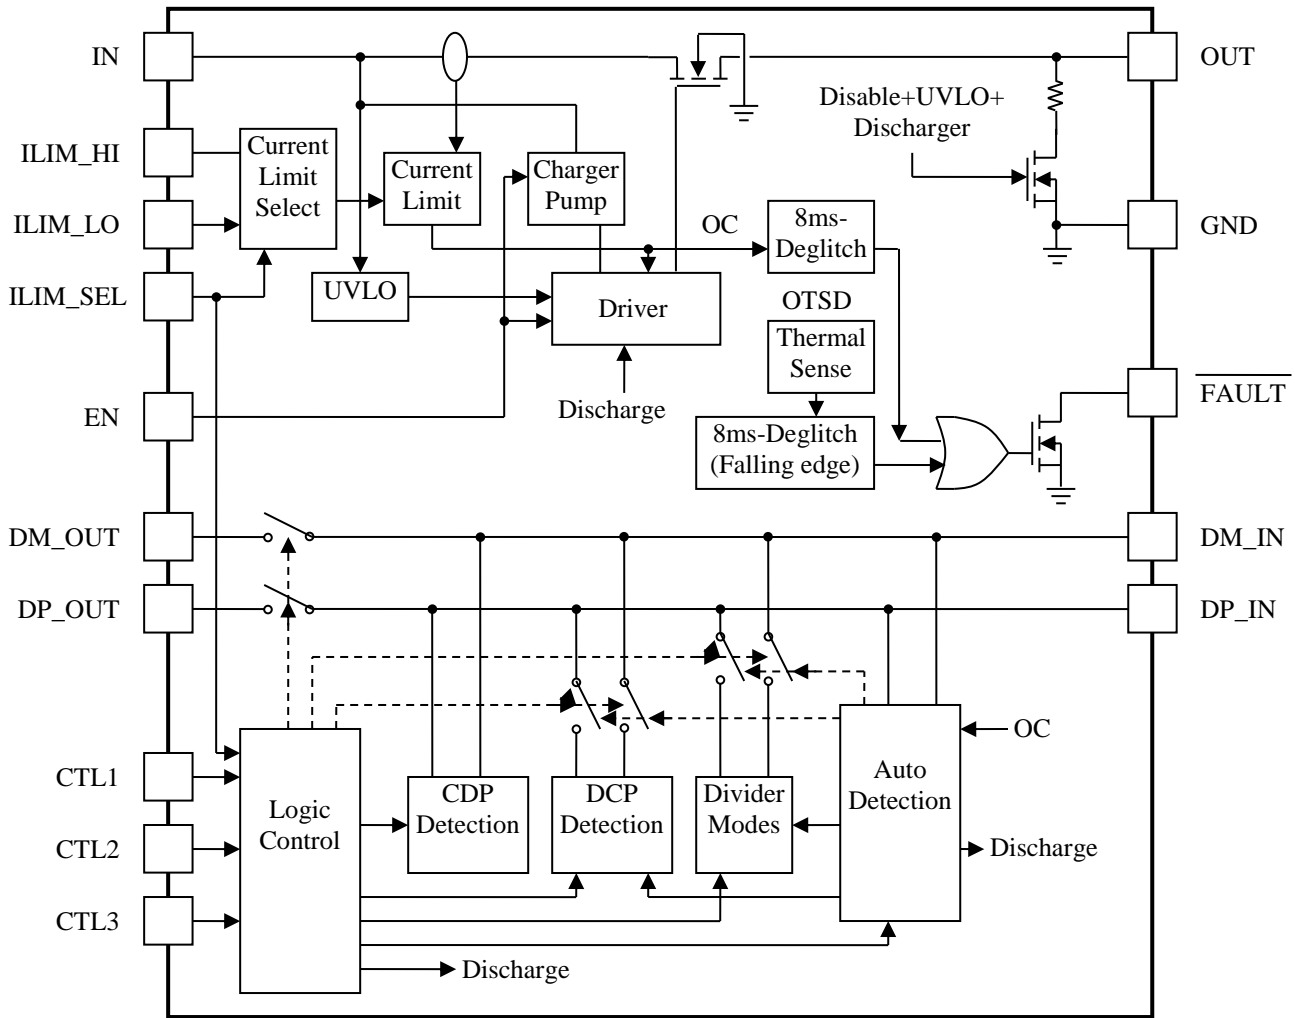 IN
OUT
Disable+UVLO+
Discharger
ILIM_HI
Current
Limit
Select
Current
Limit
Charger
Pump
ILIM_LO
OC
8ms-
Deglitch
GND
ILIM_SEL
UVLO
Driver
OTSD
Thermal
Sense
EN
Discharge
FAULT
8ms-Deglitch
(Falling edge)
DM_OUT
DM_IN
DP_OUT
DP_IN
OC
CTL1
Logic
Control
CDP
Detection
DCP
Detection
Divider
Modes
Auto
Detection
CTL2
Discharge
CTL3
Discharge